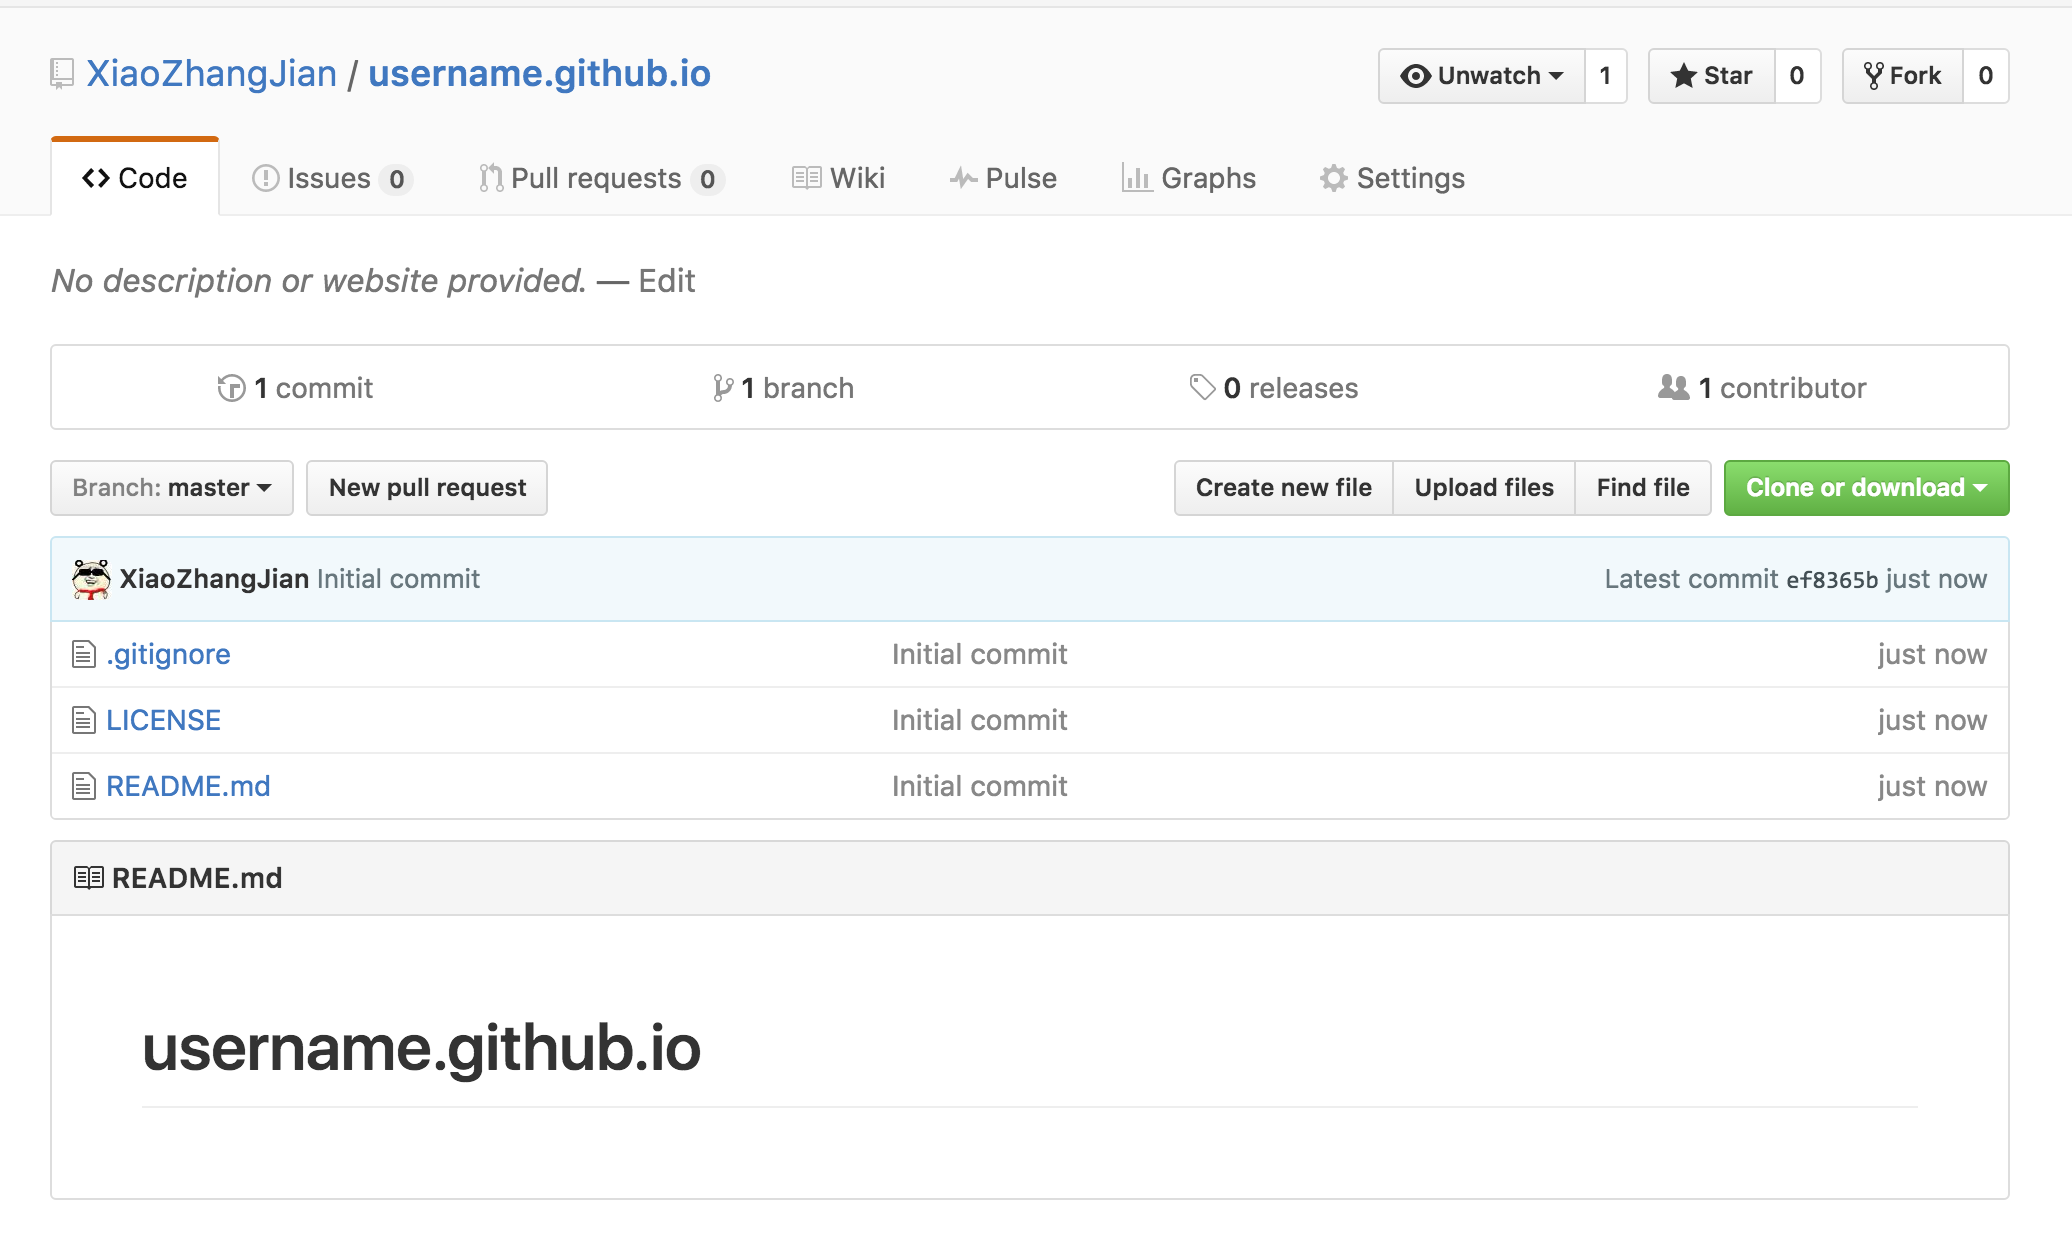 XiaoZhangJian / username.github.io
Unwatch 1 Star 0 Fork 0
Code Issues 0 Pull requests 0 Wiki Pulse Graphs Settings
No description or website provided. — Edit
1 commit 1 branch 0 releases 1 contributor
Branch: master New pull request Create new file Upload files Find file Clone or download
XiaoZhangJian Initial commit Latest commit ef8365b just now
.gitignore Initial commit just now
LICENSE Initial commit just now
README.md Initial commit just now
README.md
username.github.io